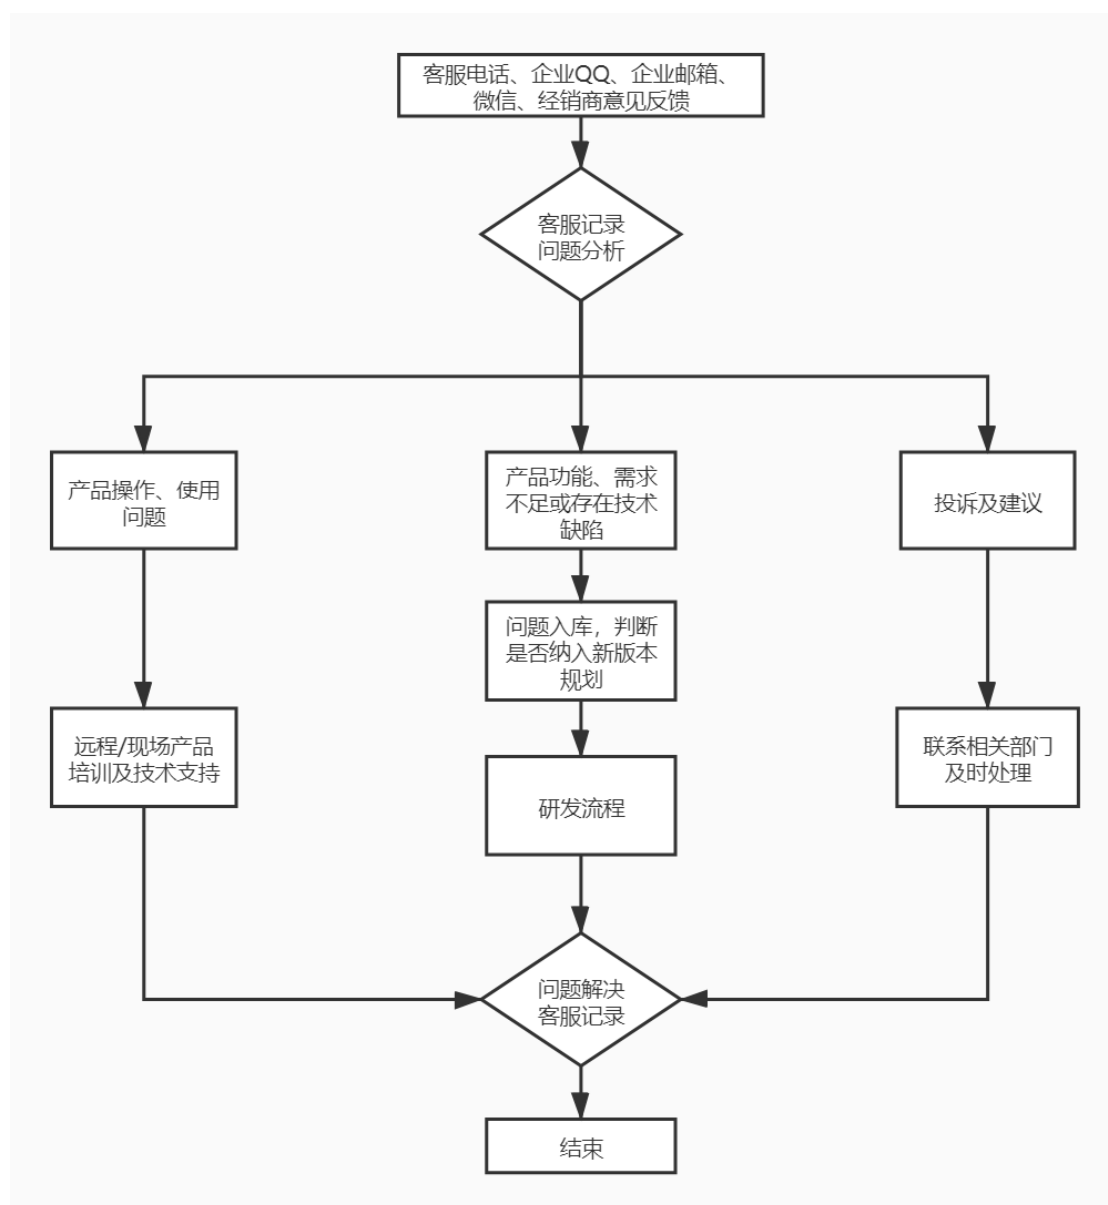 客服电话、企业QQ、企业邮箱、
微信、经销商意见反馈
客服记录
问题分析
产品操作、使用
问题
产品功能、需求
不足或存在技术
缺陷
投诉及建议
问题入库，判断
是否纳入新版本
规划
远程/现场产品
培训及技术支持
研发流程
联系相关部门
及时处理
问题解决
客服记录
结束